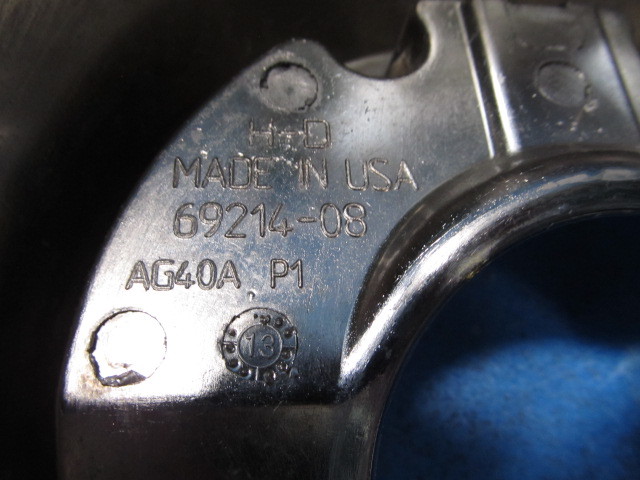 H-D
MADE IN USA
69214-08
AG40A P1
13